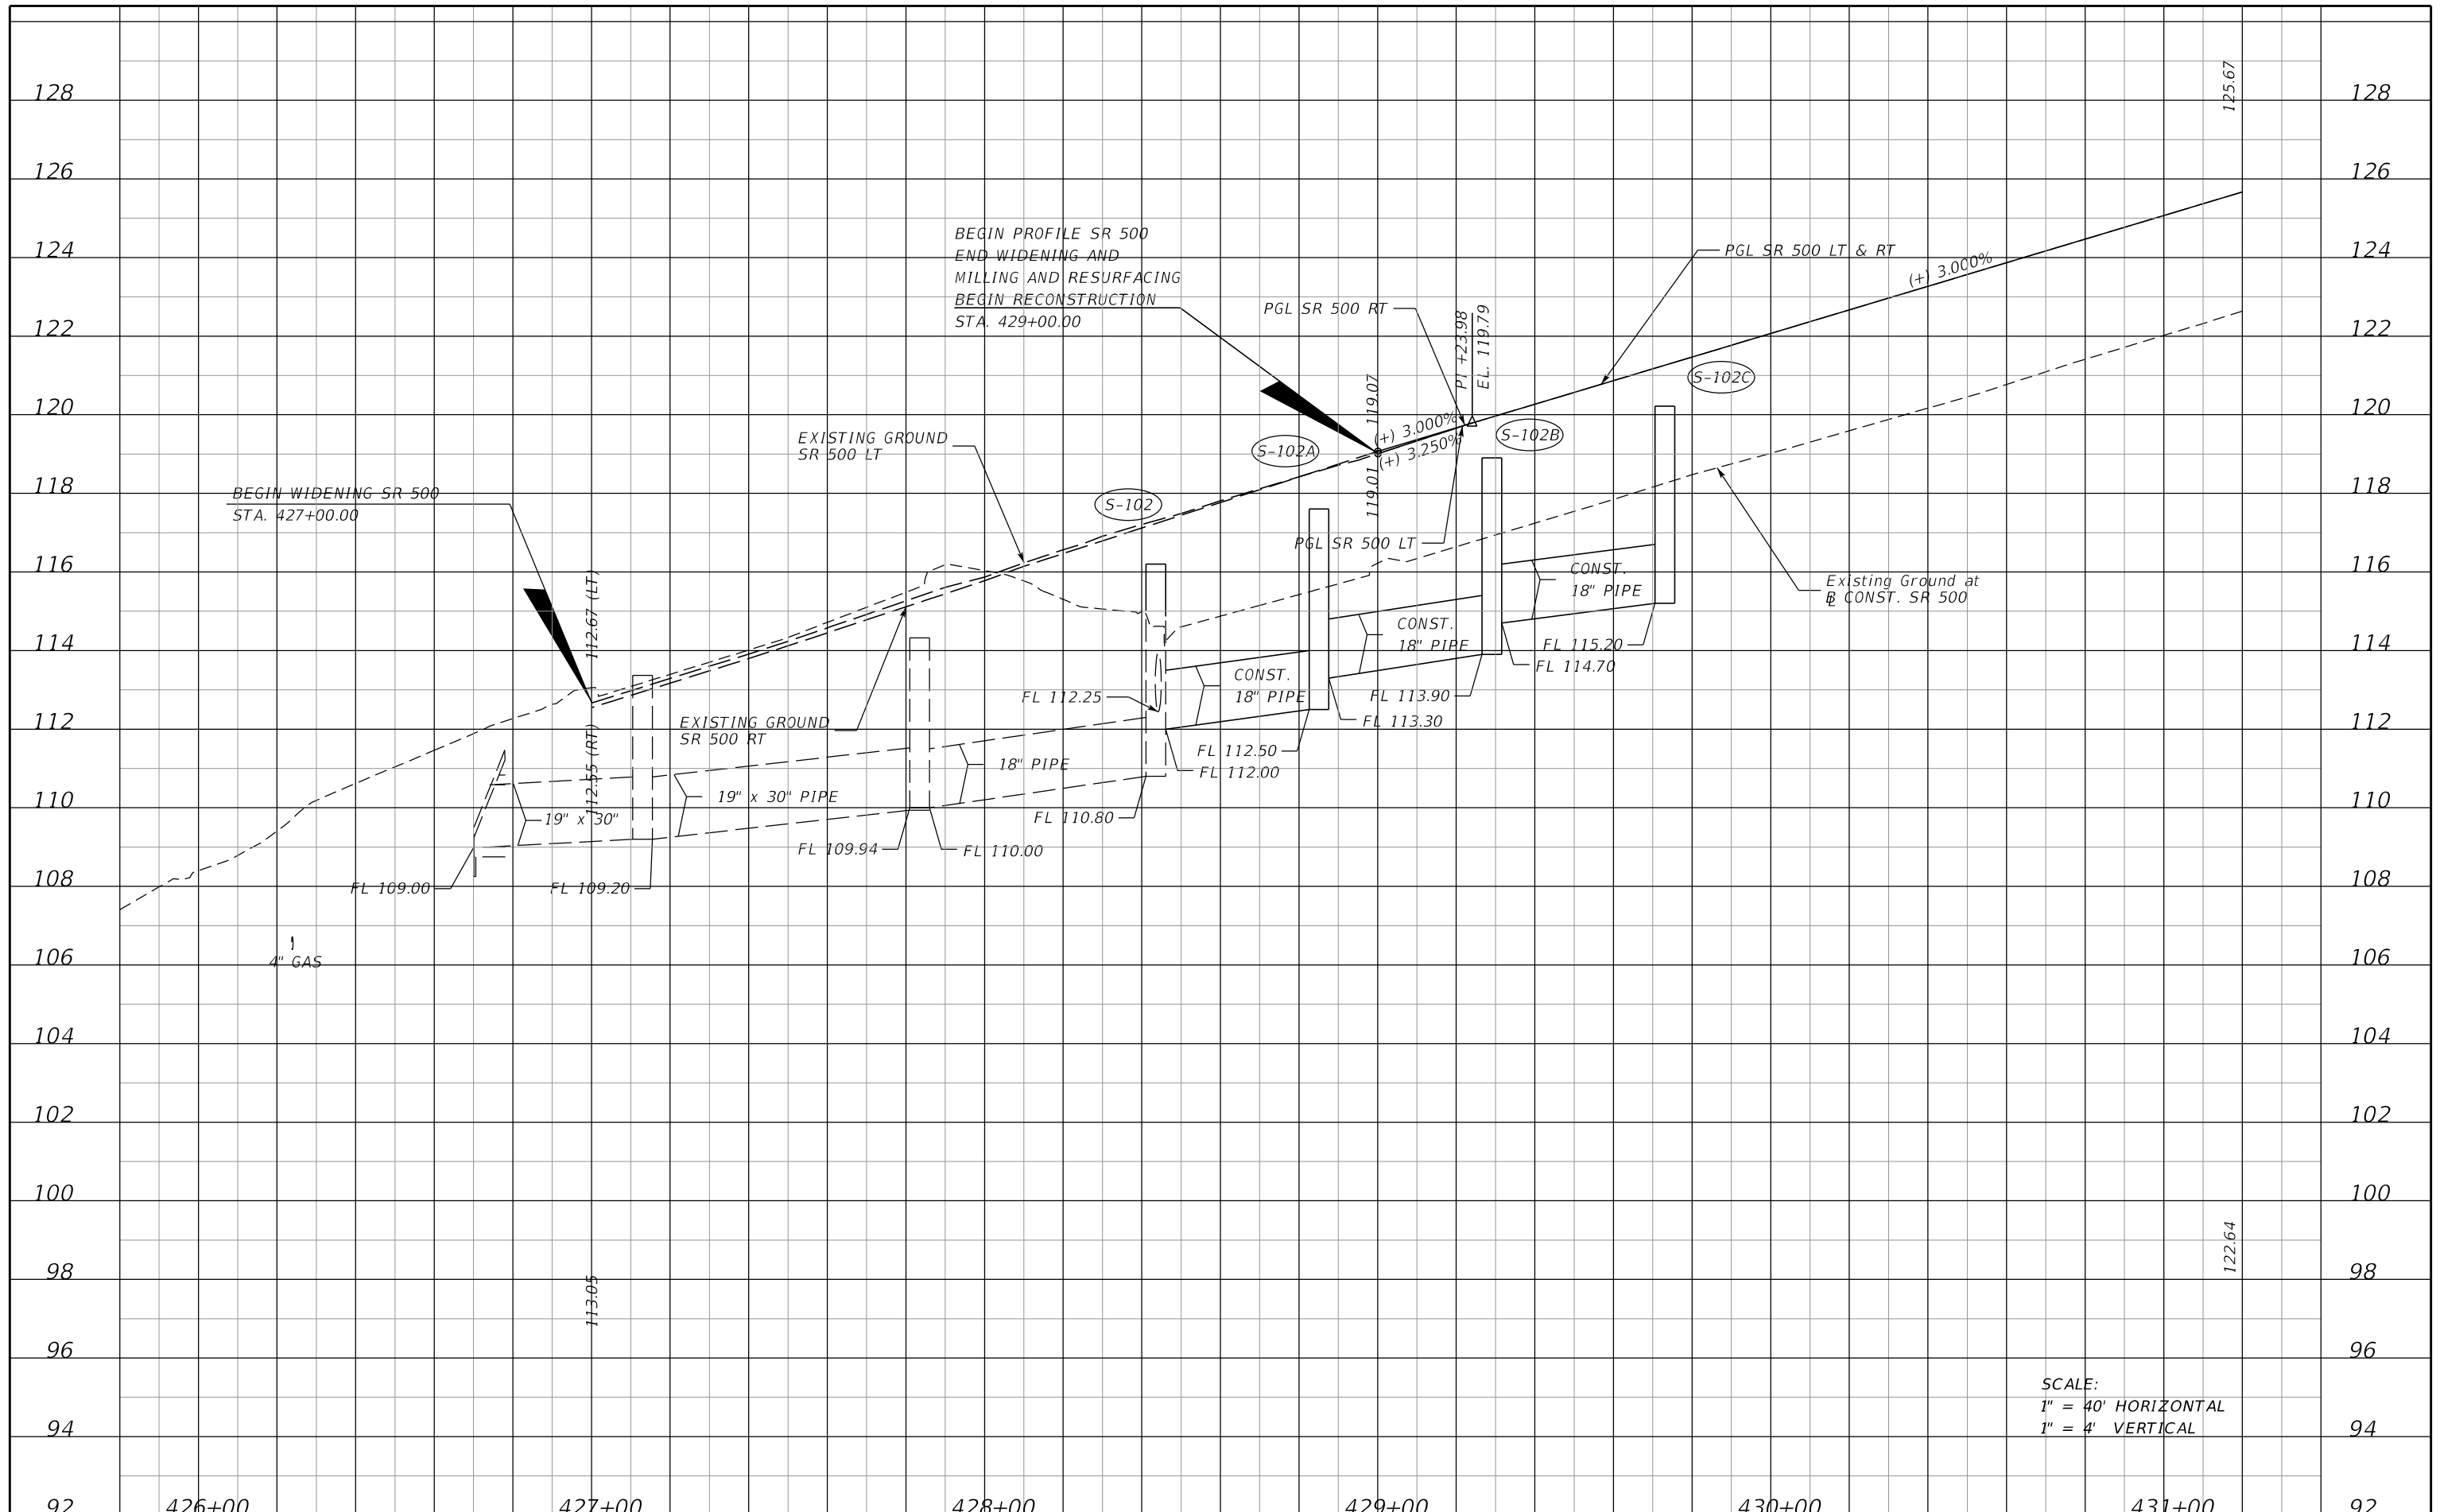 128
126
124
122
120
118
116
114
112
110
108
106
104
102
100
98
96
94
92
128
126
124
122
120
118
116
114
112
110
108
106
104
102
100
98
96
94
92
125.67
BEGIN PROFILE SR 500
END WIDENING AND
MILLING AND RESURFACING
BEGIN RECONSTRUCTION
STA. 429+00.00
PGL SR 500 LT & RT
(+) 3.000%
PGL SR 500 RT
PI +23.98
EL. 119.79
119.07
(+) 3.000%
(+) 3.250%
119.01
S-102C
S-102B
S-102A
S-102
EXISTING GROUND
SR 500 LT
BEGIN WIDENING SR 500
STA. 427+00.00
PGL SR 500 LT
112.67 (LT)
112.55 (RT)
CONST.
18" PIPE
Existing Ground at
B CONST. SR 500
L
CONST.
18" PIPE
FL 115.20
FL 114.70
CONST.
18" PIPE
FL 113.90
FL 113.30
FL 112.25
EXISTING GROUND
SR 500 RT
FL 112.50
FL 112.00
18" PIPE
19" x 30" PIPE
19" x 30"
FL 110.80
FL 109.94
FL 110.00
FL 109.00
FL 109.20
4" GAS
122.64
113.05
SCALE:
1" = 40' HORIZONTAL
1" = 4' VERTICAL
426+00
427+00
428+00
429+00
430+00
431+00